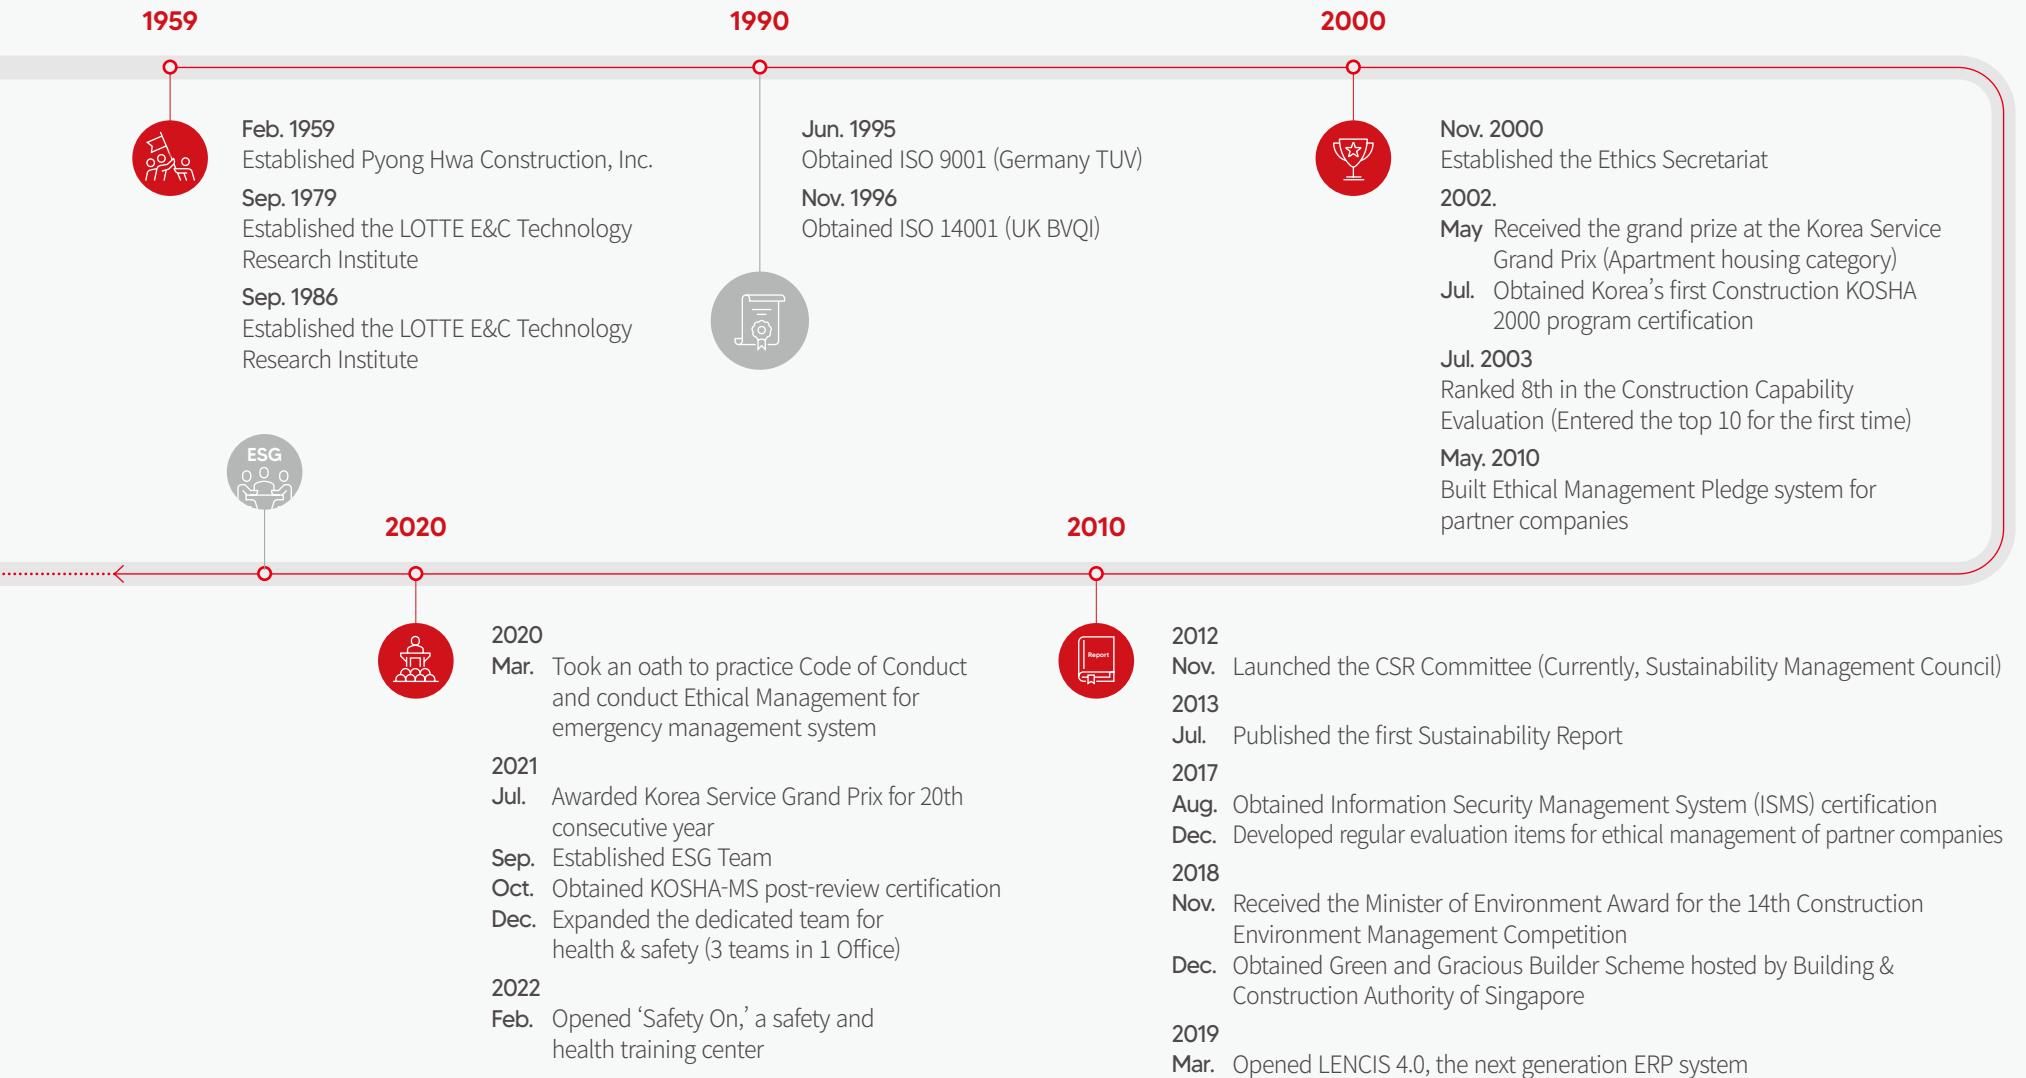 1959
Feb. 1959
Established Pyong Hwa Construction, Inc.
Sep. 1979
Established the LOTTE E&C Technology
Research Institute
Sep. 1986
Established the LOTTE E&C Technology
Research Institute
1990
Jun. 1995
Obtained ISO 9001 (Germany TUV)
Nov. 1996
Obtained ISO 14001 (UK BVQI)
2000
Nov. 2000
Established the Ethics Secretariat
2002.
May Received the grand prize at the Korea Service
Grand Prix (Apartment housing category)
Jul. Obtained Korea’s first Construction KOSHA
2000 program certification
Jul. 2003
Ranked 8th in the Construction Capability
Evaluation (Entered the top 10 for the first time)
May. 2010
Built Ethical Management Pledge system for
partner companies
2010
Report
2012
Nov. Launched the CSR Committee (Currently, Sustainability Management Council)
2013
Jul. Published the first Sustainability Report
2017
Aug. Obtained Information Security Management System (ISMS) certification
Dec. Developed regular evaluation items for ethical management of partner companies
2018
Nov. Received the Minister of Environment Award for the 14th Construction
Environment Management Competition
Dec. Obtained Green and Gracious Builder Scheme hosted by Building &
Construction Authority of Singapore
2019
Mar. Opened LENCIS 4.0, the next generation ERP system
2020
2020
Mar. Took an oath to practice Code of Conduct
and conduct Ethical Management for
emergency management system
2021
Jul. Awarded Korea Service Grand Prix for 20th
consecutive year
Sep. Established ESG Team
Oct. Obtained KOSHA-MS post-review certification
Dec. Expanded the dedicated team for
health & safety (3 teams in 1 Office)
2022
Feb. Opened ‘Safety On,’ a safety and
health training center
ESG